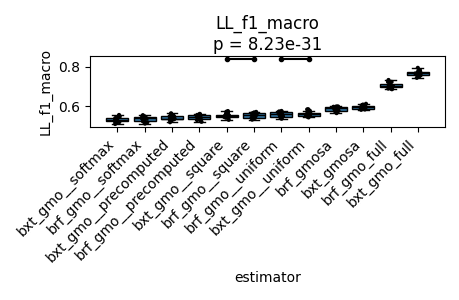 LL_f1_macro
p = 8.23e-31
LL_f1_macro
0.8
0.6
bxt_gmo__softmax
brf_gmo__softmax
bxt_gmo__precomputed
brf_gmo__precomputed
bxt_gmo__square
brf_gmo__square
brf_gmo__uniform
bxt_gmo__uniform
brf_gmosa
bxt_gmosa
brf_gmo_full
bxt_gmo_full
estimator